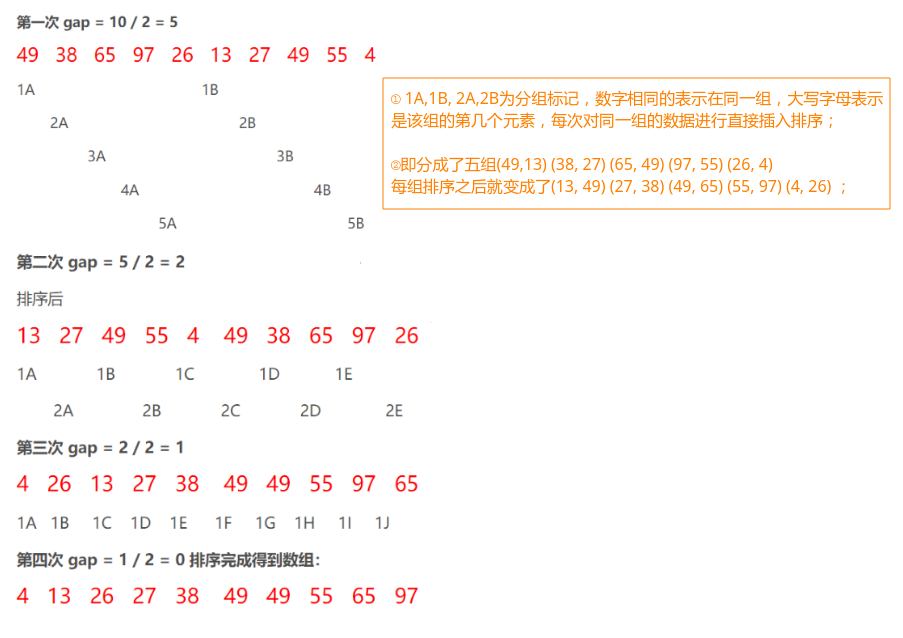 第一次 gap = 10 / 2 = 5
49 38 65 97 26 13 27 49 55 4
1A 1B
2A 2B
3A 3B
4A 4B
5A 5B
① 1A,1B, 2A,2B为分组标记，数字相同的表示在同一组，大写字母表示
是该组的第几个元素，每次对同一组的数据进行直接插入排序；
②即分成了五组(49,13) (38, 27) (65, 49) (97, 55) (26, 4)
每组排序之后就变成了(13, 49) (27, 38) (49, 65) (55, 97) (4, 26) ；
第二次 gap = 5 / 2 = 2
排序后
13 27 49 55 4 49 38 65 97 26
1A 1B 1C 1D 1E
2A 2B 2C 2D 2E
第三次 gap = 2 / 2 = 1
4 26 13 27 38 49 49 55 97 65
1A 1B 1C 1D 1E 1F 1G 1H 1I 1J
第四次 gap = 1 / 2 = 0 排序完成得到数组：
4 13 26 27 38 49 49 55 65 97